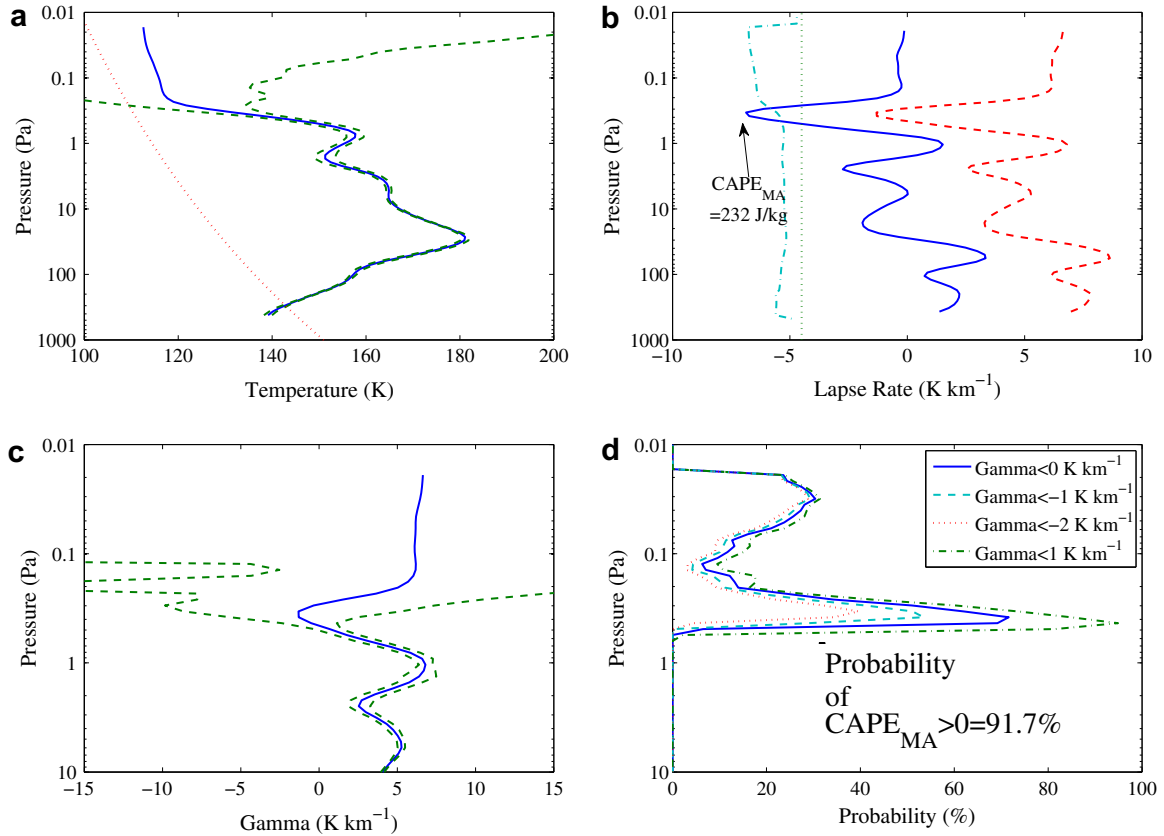 a
0.01
0.1
1
10
100
1000
Pressure (Pa)
100 120 140 160 180 200
Temperature (K)
b
0.01
0.1
1
10
100
1000
Pressure (Pa)
CAPE_MA
=232 J/kg
−10 −5 0 5 10
Lapse Rate (K km⁻¹)
c
0.01
0.1
1
10
Pressure (Pa)
−15 −10 −5 0 5 10 15
Gamma (K km⁻¹)
d
0.01
0.1
1
10
Pressure (Pa)
Gamma<0 K km⁻¹
Gamma<−1 K km⁻¹
Gamma<−2 K km⁻¹
Gamma<1 K km⁻¹
Probability
of
CAPE_MA>0=91.7%
0 20 40 60 80 100
Probability (%)